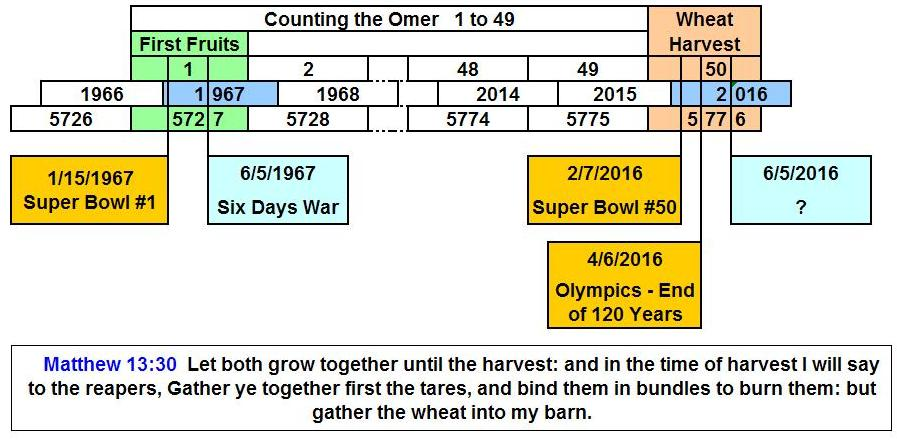 Counting the Omer 1 to 49
Wheat
Harvest
First Fruits
1 2 48 49 50
1966 1967 1968 2014 2015 2016
5726 5727 5728 5774 5775 5776
1/15/1967
Super Bowl #1
6/5/1967
Six Days War
2/7/2016
Super Bowl #50
6/5/2016
?
4/6/2016
Olympics - End
of 120 Years
Matthew 13:30 Let both grow together until the harvest: and in the time of harvest I will say
to the reapers, Gather ye together first the tares, and bind them in bundles to burn them: but
gather the wheat into my barn.